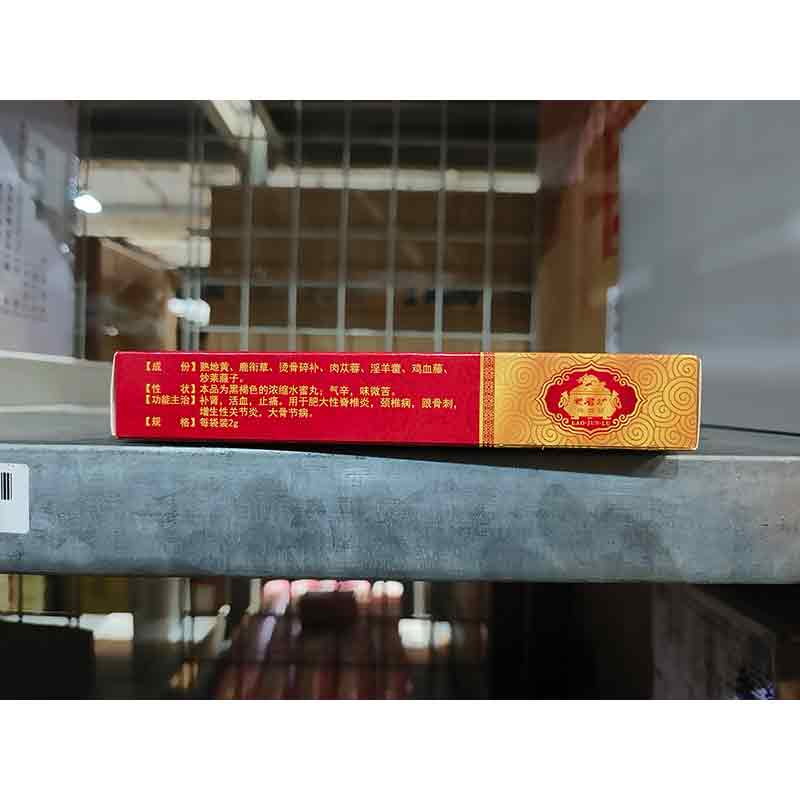 【成　份】熟地黄、鹿衔草、烫骨碎补、肉苁蓉、淫羊藿、鸡血藤、
炒莱菔子。
【性　状】本品为黑褐色的浓缩水蜜丸；气辛，味微苦。
【功能主治】补肾，活血，止痛。用于肥大性脊椎炎，颈椎病，跟骨刺，
增生性关节炎，大骨节病。
【规　格】每袋装2g
老君炉
LAO-JUN-LU